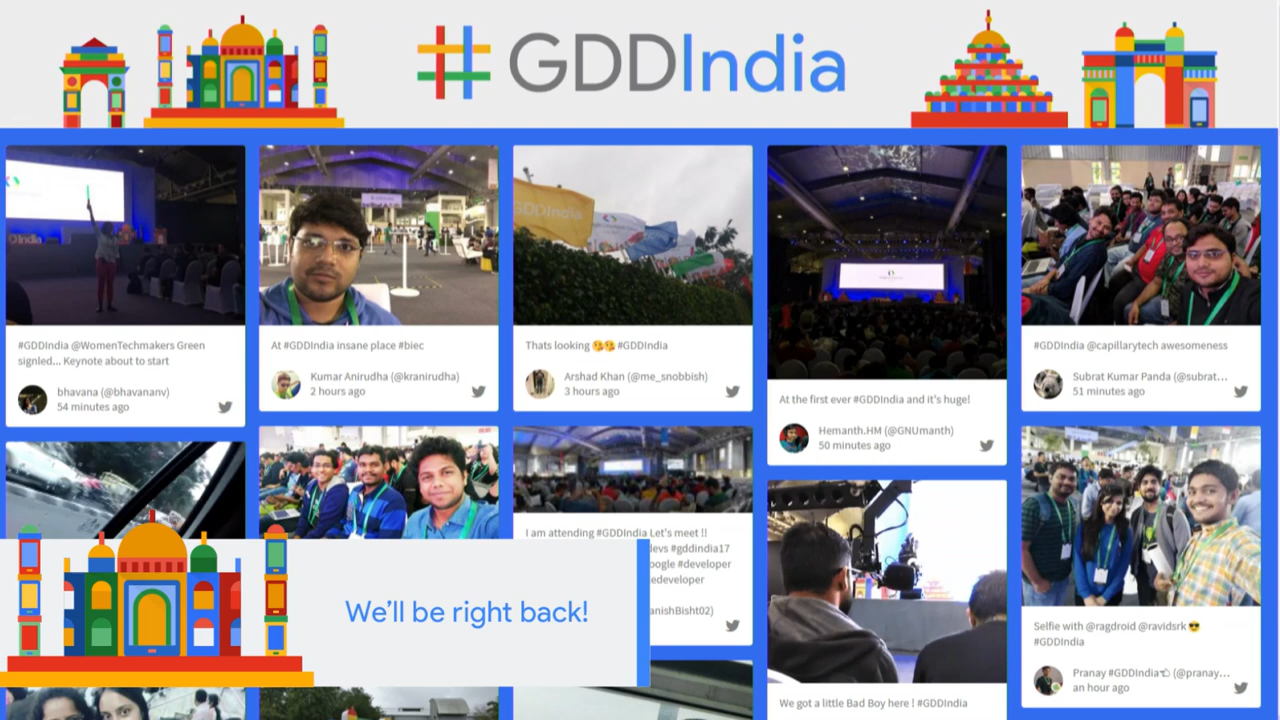 #GDDIndia
#GDDIndia @WomenTechmakers Green
signled... Keynote about to start
bhavana (@bhavananv)
54 minutes ago
At #GDDIndia insane place #biec
Kumar Anirudha (@kranirudha)
2 hours ago
GDDIndia
Thats looking 😘😘 #GDDIndia
Arshad Khan (@me_snobbish)
3 hours ago
At the first ever #GDDIndia and it's huge!
Hemanth.HM (@GNUmanth)
50 minutes ago
#GDDIndia @capillarytech awesomeness
Subrat Kumar Panda (@subrat...
51 minutes ago
I am attending #GDDIndia Let's meet !!
devs #gddindia17
oogle #developer
edeveloper
anishBisht02)
We got a little Bad Boy here ! #GDDIndia
Selfie with @ragdroid @ravidsrk 😎
#GDDIndia
Pranay #GDDIndia (@pranay...
an hour ago
We'll be right back!